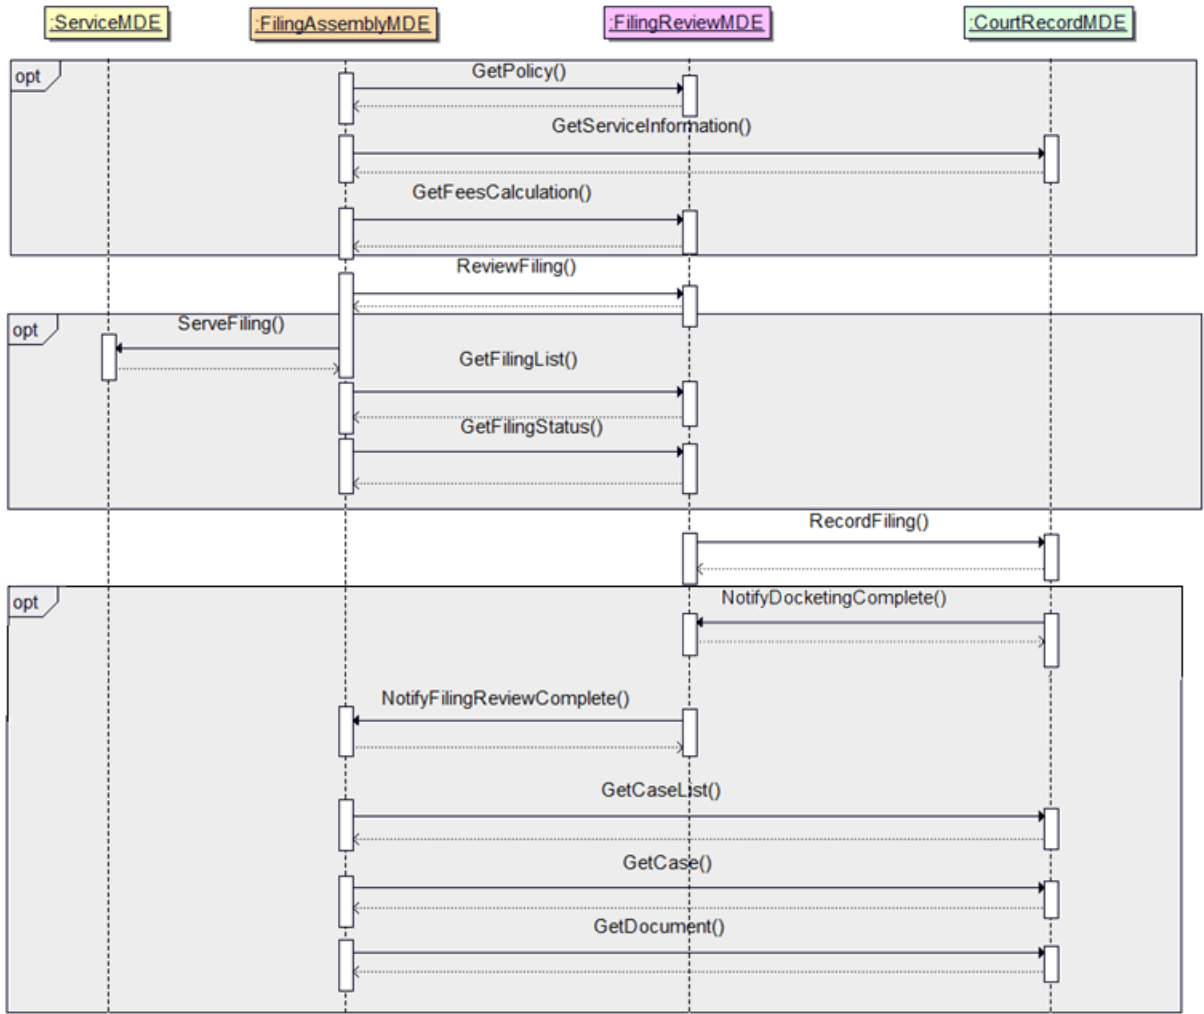 :ServiceMDE
:FilingAssemblyMDE
:FilingReviewMDE
:CourtRecordMDE
opt
GetPolicy()
GetServiceInformation()
GetFeesCalculation()
ReviewFiling()
opt
ServeFiling()
GetFilingList()
GetFilingStatus()
RecordFiling()
opt
NotifyDocketingComplete()
NotifyFilingReviewComplete()
GetCaseList()
GetCase()
GetDocument()